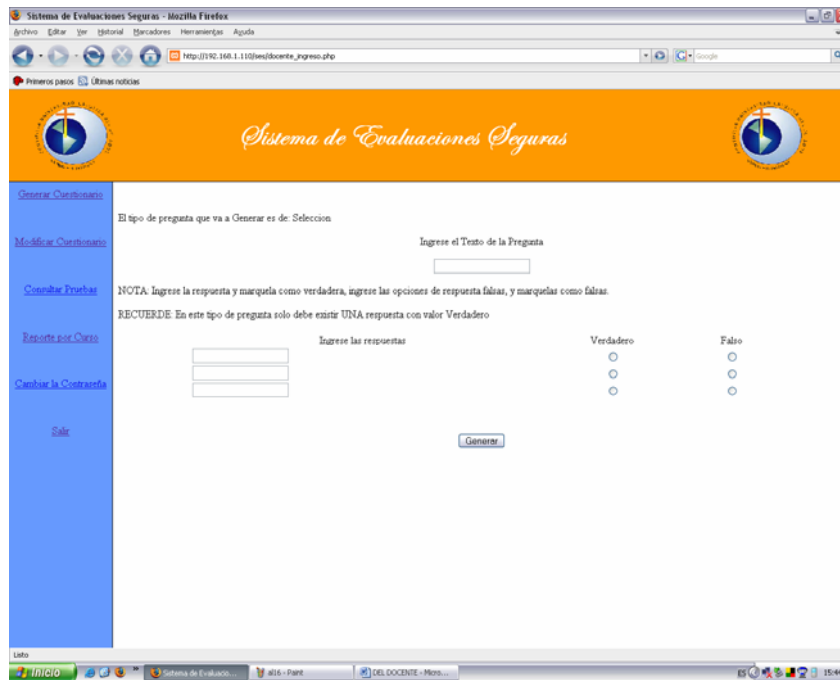 Sistema de Evaluaciones Seguras - Mozilla Firefox
Archivo Editar Ver Historial Marcadores Herramientas Ayuda
http://192.168.1.110/ses/docente_ingreso.php
Google
Primeros pasos Últimas noticias
Sistema de Evaluaciones Seguras
Generar Cuestionario
El tipo de pregunta que va a Generar es de: Seleccion
Modificar Cuestionario
Ingrese el Texto de la Pregunta
Consultar Pruebas
NOTA: Ingrese la respuesta y marquela como verdadera, ingrese las opciones de respuesta falsas, y marquelas como falsas.
RECUERDE: En este tipo de pregunta solo debe existir UNA respuesta con valor Verdadero
Reporte por Curso
Ingrese las respuestas Verdadero Falso
Cambiar la Contraseña
Salir
Generar
Listo
Inicio Sistema de Evaluacio... al16 - Paint DEL DOCENTE - Micro... ES